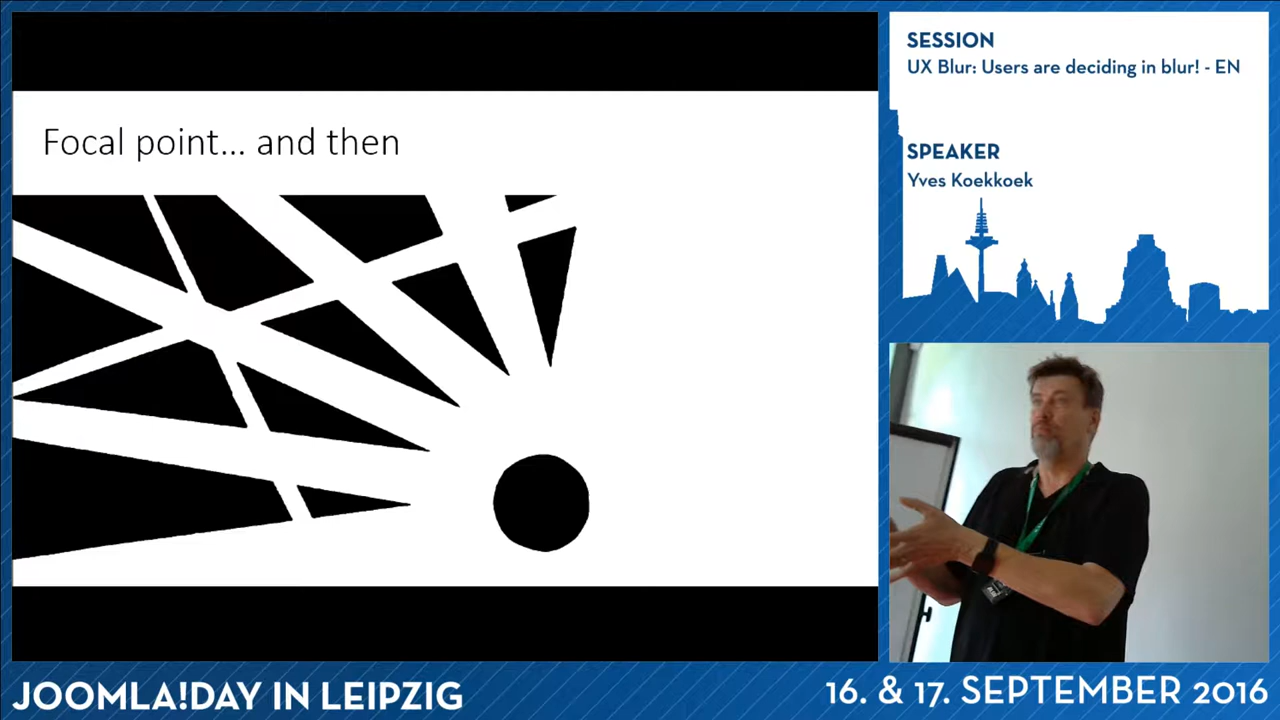 Focal point... and then
SESSION
UX Blur: Users are deciding in blur! - EN
SPEAKER
Yves Koekkoek
JOOMLA!DAY IN LEIPZIG
16. & 17. SEPTEMBER 2016